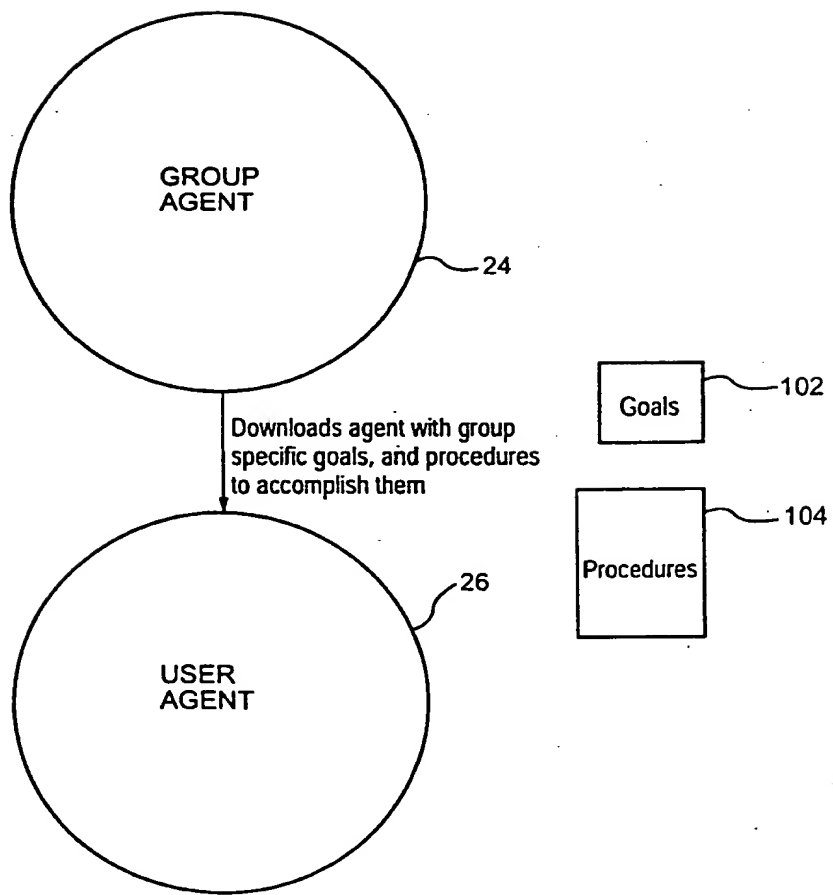 GROUP
AGENT
24
Downloads agent with group
specific goals, and procedures
to accomplish them
Goals
102
Procedures
104
26
USER
AGENT